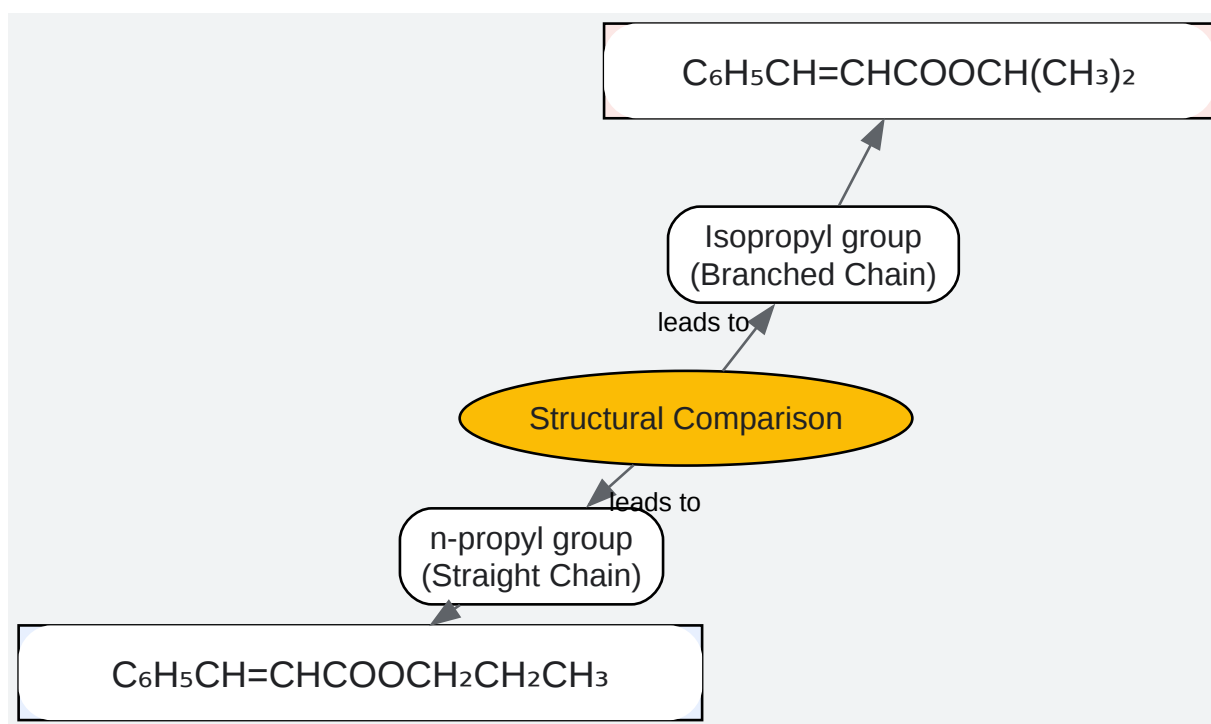 C₆H₅CH=CHCOOCH(CH₃)₂
Isopropyl group
(Branched Chain)
leads to
Structural Comparison
leads to
n-propyl group
(Straight Chain)
C₆H₅CH=CHCOOCH₂CH₂CH₃